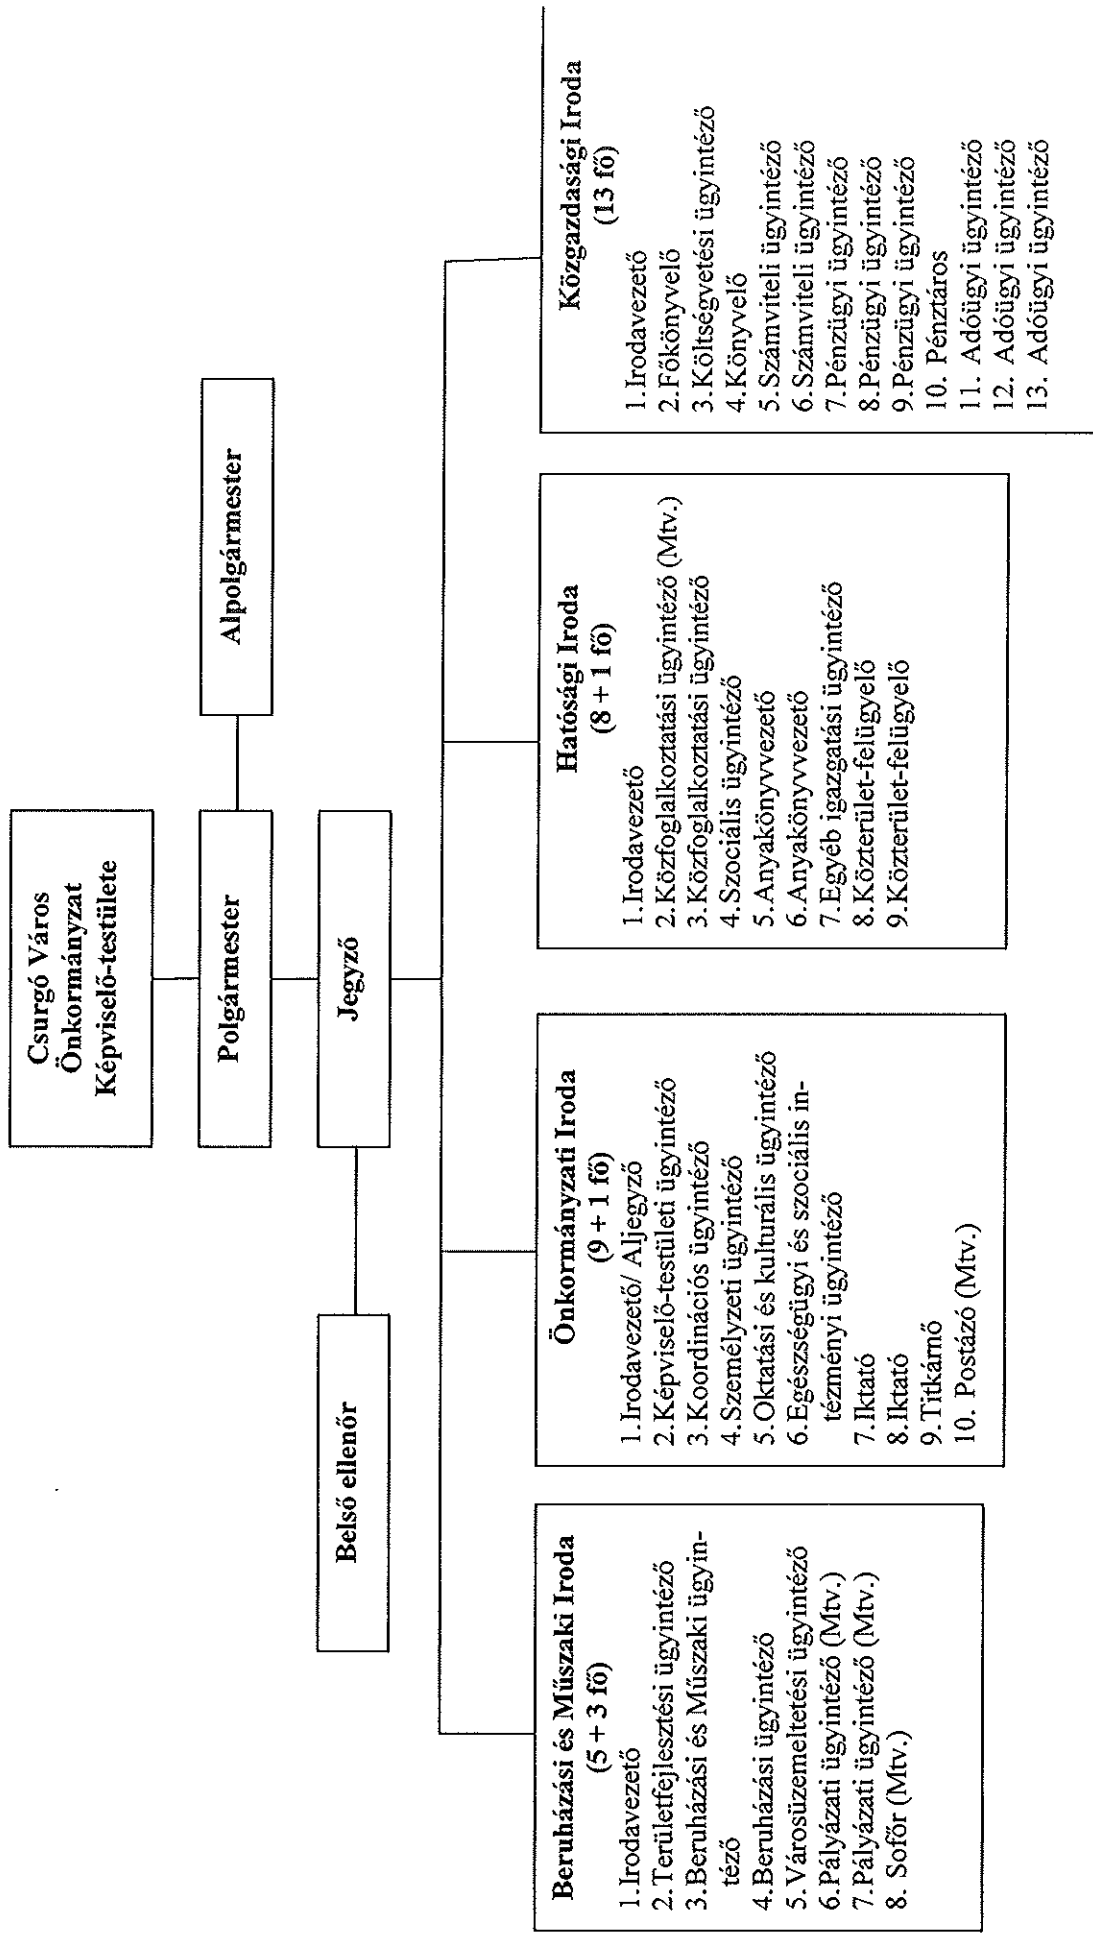 Csurgó Város
Önkormányzat
Képviselő-testülete
Polgármester
Alpolgármester
Jegyző
Belső ellenőr
Beruházási és Műszaki Iroda
(5 + 3 fő)
1.Irodavezető
2.Területfejlesztési ügyintéző
3.Beruházási és Műszaki ügyin-
téző
4.Beruházási ügyintéző
5.Városüzemeltetési ügyintéző
6.Pályázati ügyintéző (Mtv.)
7.Pályázati ügyintéző (Mtv.)
8. Sofőr (Mtv.)
Önkormányzati Iroda
(9 + 1 fő)
1.Irodavezető/ Aljegyző
2.Képviselő-testületi ügyintéző
3.Koordinációs ügyintéző
4.Személyzeti ügyintéző
5.Oktatási és kulturális ügyintéző
6.Egészségügyi és szociális in-
tézményi ügyintéző
7.Iktató
8.Iktató
9.Titkárnő
10. Postázó (Mtv.)
Hatósági Iroda
(8 + 1 fő)
1.Irodavezető
2.Közfoglalkoztatási ügyintéző (Mtv.)
3.Közfoglalkoztatási ügyintéző
4.Szociális ügyintéző
5.Anyakönyvvezető
6.Anyakönyvvezető
7.Egyéb igazgatási ügyintéző
8.Közterület-felügyelő
9.Közterület-felügyelő
Közgazdasági Iroda
(13 fő)
1.Irodavezető
2.Főkönyvelő
3.Költségvetési ügyintéző
4.Könyvelő
5.Számviteli ügyintéző
6.Számviteli ügyintéző
7.Pénzügyi ügyintéző
8.Pénzügyi ügyintéző
9.Pénzügyi ügyintéző
10. Pénztáros
11. Adóügyi ügyintéző
12. Adóügyi ügyintéző
13. Adóügyi ügyintéző